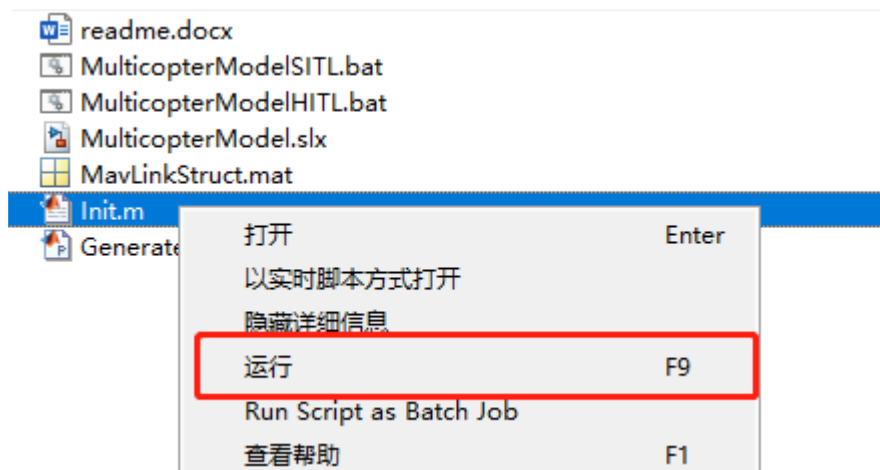 readme.docx
MulticopterModelSITL.bat
MulticopterModelHITL.bat
MulticopterModel.slx
MavLinkStruct.mat
Init.m
Generate
打开 Enter
以实时脚本方式打开
隐藏详细信息
运行 F9
Run Script as Batch Job
查看帮助 F1